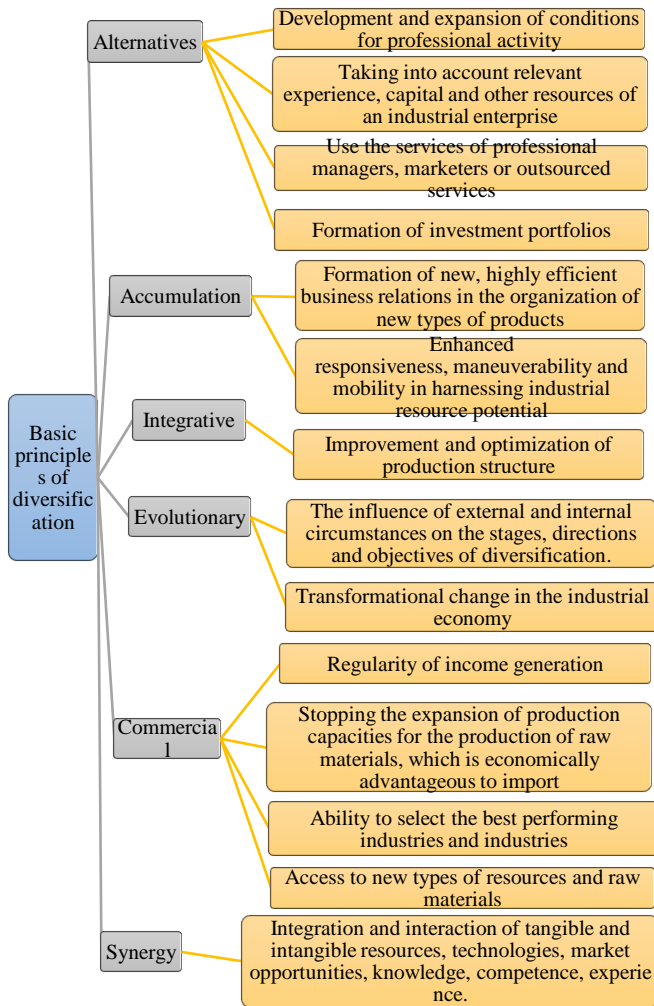 Alternatives
Development and expansion of conditions
for professional activity
Taking into account relevant
experience, capital and other resources of
an industrial enterprise
Use the services of professional
managers, marketers or outsourced
services
Formation of investment portfolios
Accumulation
Formation of new, highly efficient
business relations in the organization of
new types of products
Enhanced
responsiveness, maneuverability and
mobility in harnessing industrial
resource potential
Basic
principle
s of
diversific
ation
Integrative
Improvement and optimization of
production structure
Evolutionary
The influence of external and internal
circumstances on the stages, directions
and objectives of diversification.
Transformational change in the industrial
economy
Commercia
l
Regularity of income generation
Stopping the expansion of production
capacities for the production of raw
materials, which is economically
advantageous to import
Ability to select the best performing
industries and industries
Access to new types of resources and raw
materials
Synergy
Integration and interaction of tangible and
intangible resources, technologies, market
opportunities, knowledge, competence, experie
nce.